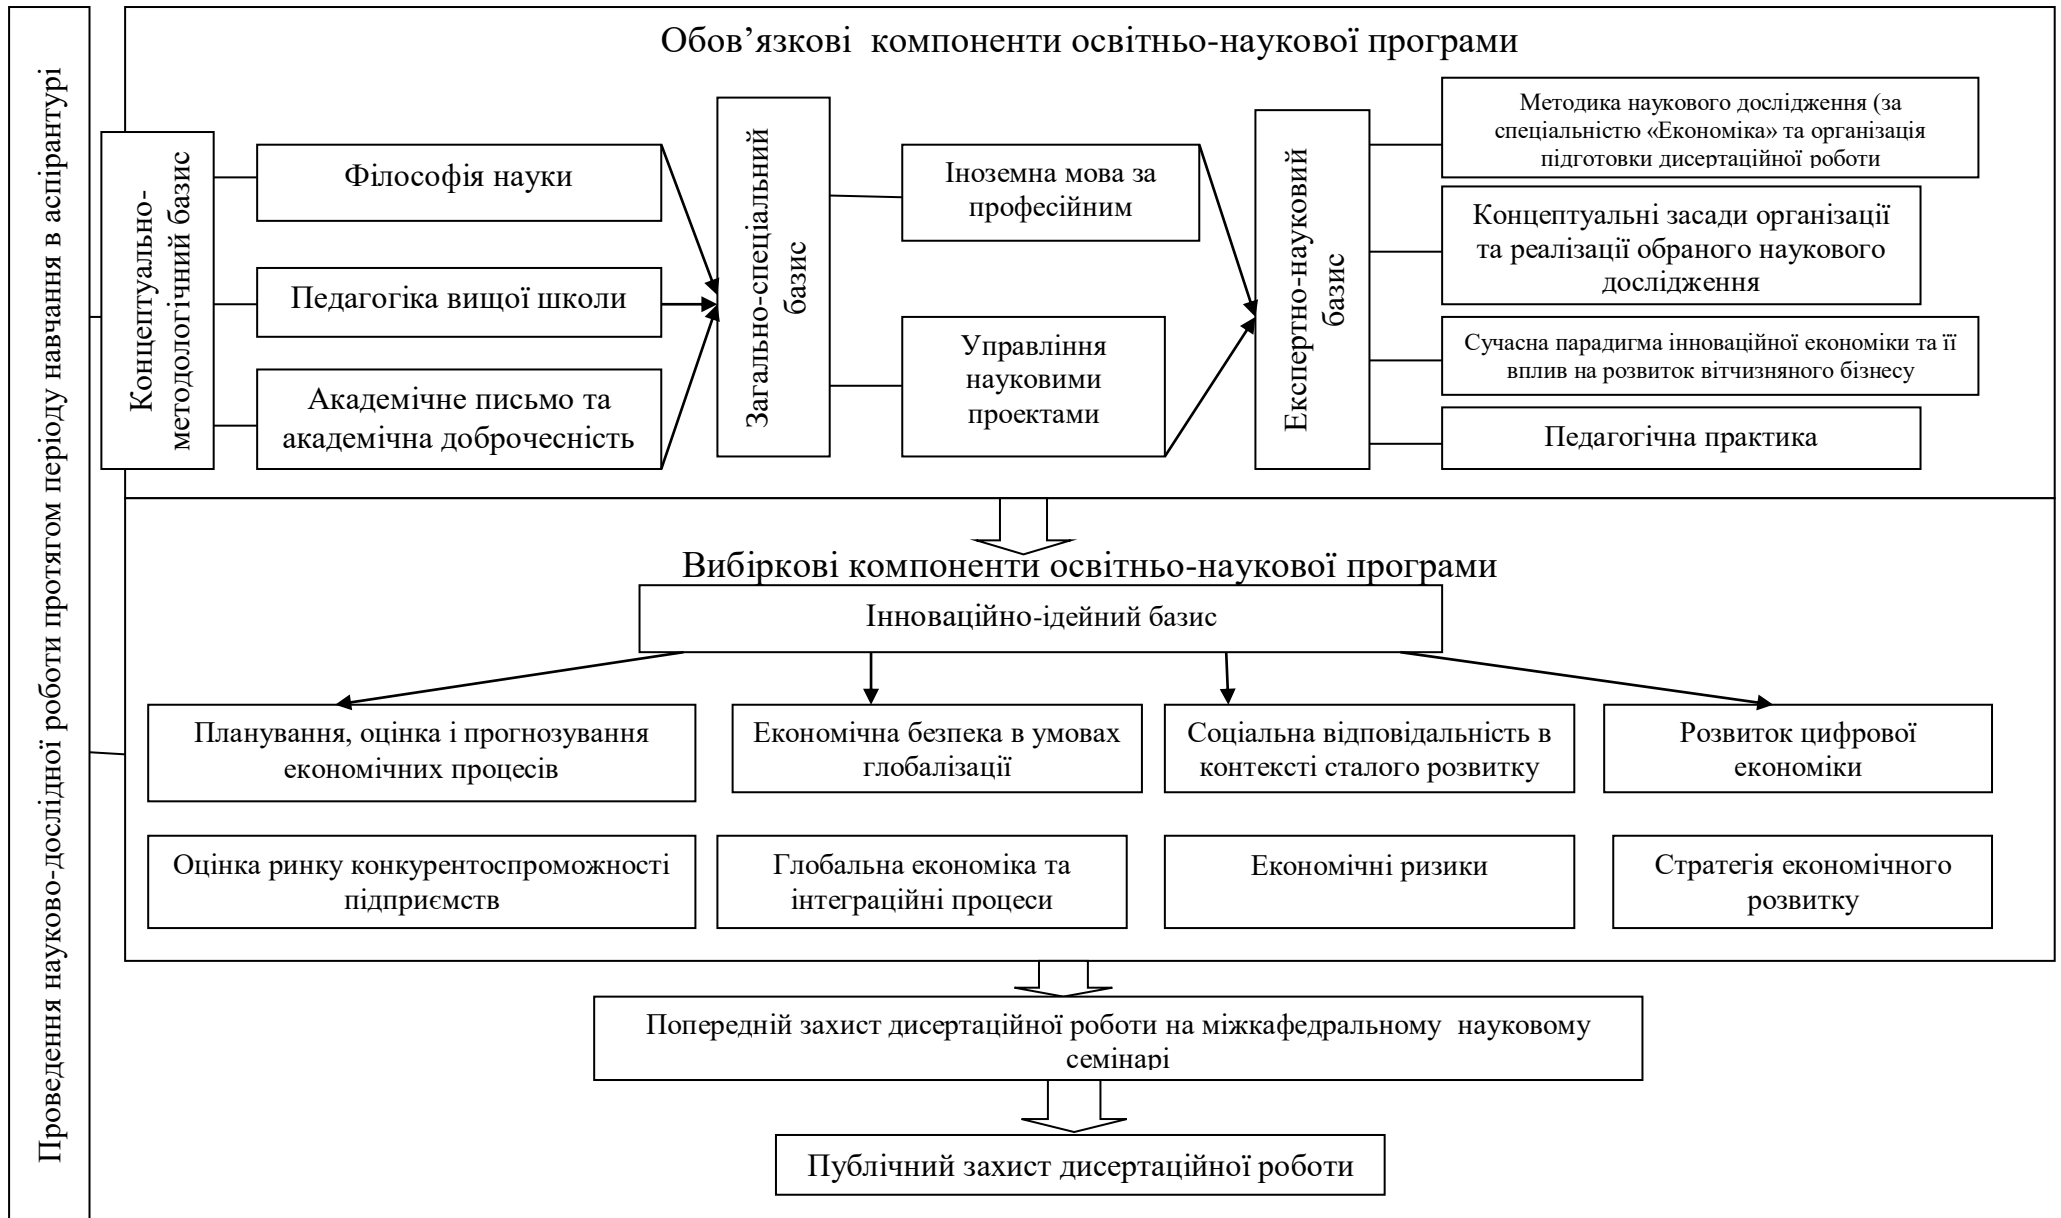 Обов’язкові компоненти освітньо-наукової програми
Проведення науково-дослідної роботи протягом періоду навчання в аспірантурі
Концептуально-
методологічний базис
Філософія науки
Педагогіка вищої школи
Академічне письмо та
академічна доброчесність
Загально-спеціальний
базис
Іноземна мова за
професійним
Управління
науковими
проектами
Експертно-науковий
базис
Методика наукового дослідження (за
спеціальністю «Економіка» та організація
підготовки дисертаційної роботи
Концептуальні засади організації
та реалізації обраного наукового
дослідження
Сучасна парадигма інноваційної економіки та її
вплив на розвиток вітчизняного бізнесу
Педагогічна практика
Вибіркові компоненти освітньо-наукової програми
Інноваційно-ідейний базис
Планування, оцінка і прогнозування
економічних процесів
Економічна безпека в умовах
глобалізації
Соціальна відповідальність в
контексті сталого розвитку
Розвиток цифрової
економіки
Оцінка ринку конкурентоспроможності
підприємств
Глобальна економіка та
інтеграційні процеси
Економічні ризики
Стратегія економічного
розвитку
Попередній захист дисертаційної роботи на міжкафедральному науковому
семінарі
Публічний захист дисертаційної роботи